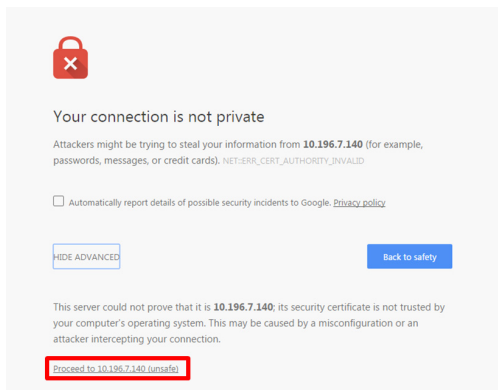 Your connection is not private
Attackers might be trying to steal your information from 10.196.7.140 (for example,
passwords, messages, or credit cards). NET::ERR_CERT_AUTHORITY_INVALID
Automatically report details of possible security incidents to Google. Privacy policy
HIDE ADVANCED
Back to safety
This server could not prove that it is 10.196.7.140; its security certificate is not trusted by
your computer's operating system. This may be caused by a misconfiguration or an
attacker intercepting your connection.
Proceed to 10.196.7.140 (unsafe)